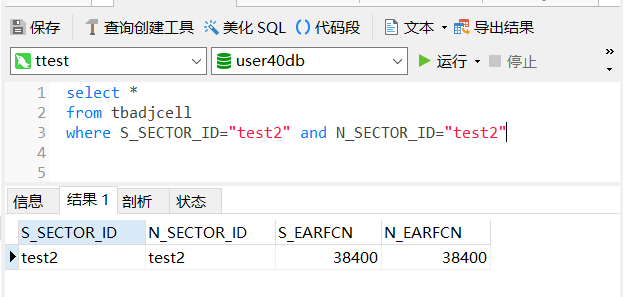 保存 查询创建工具 美化 SQL () 代码段 文本 导出结果
ttest user40db 运行 停止
1 select *
2 from tbadjcell
3 where S_SECTOR_ID="test2" and N_SECTOR_ID="test2"
4
5
信息 结果 1 剖析 状态
S_SECTOR_ID N_SECTOR_ID S_EARFCN N_EARFCN
test2 test2 38400 38400